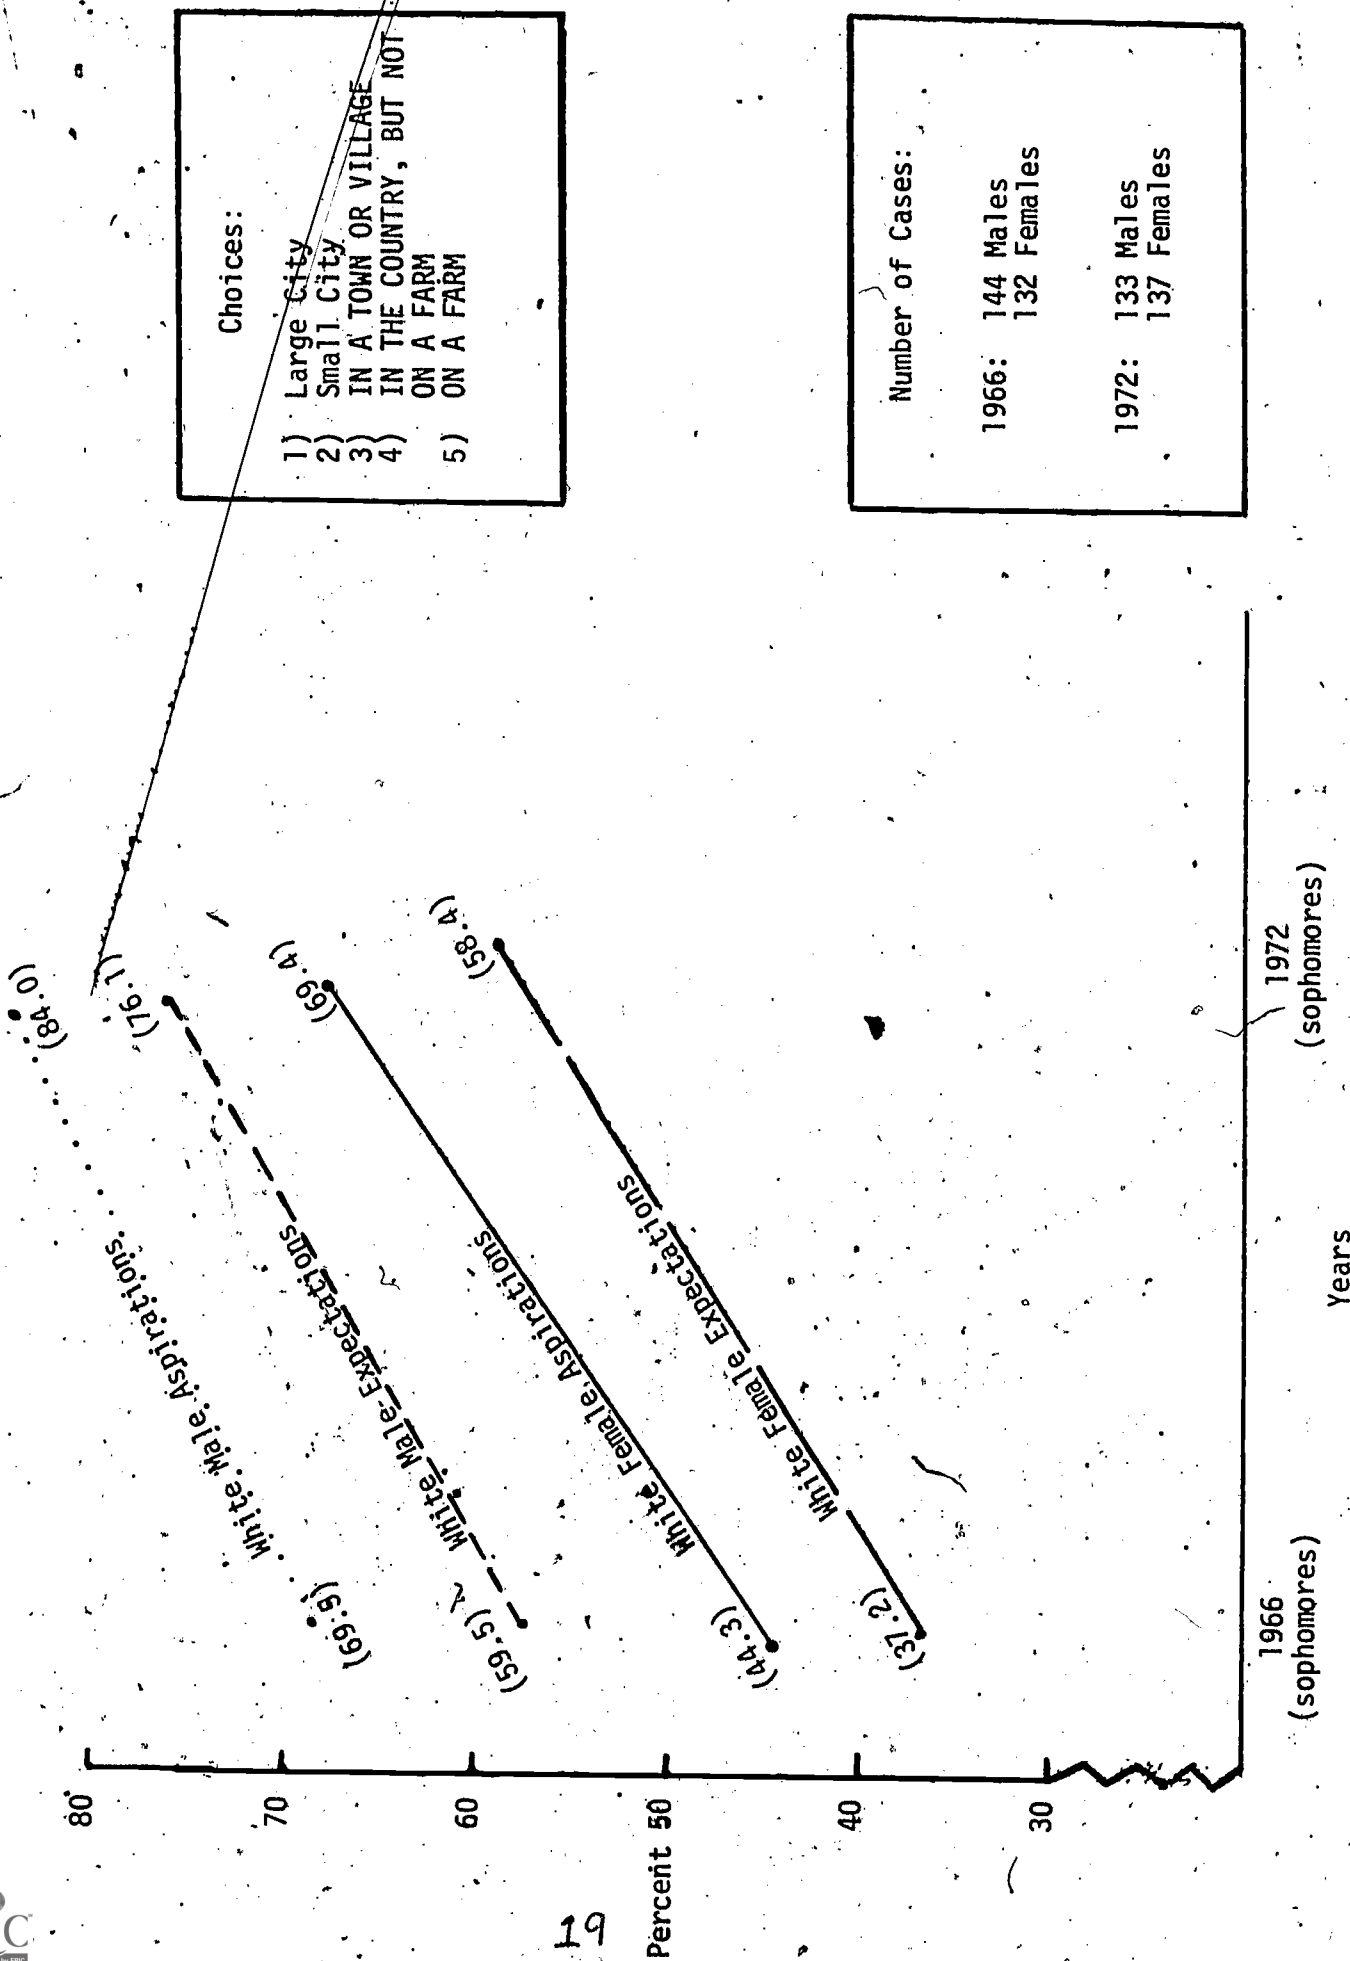 80
70
60
Percent 50
40
30
(84.0)
(76.1)
(69.4)
(58.4)
White Male Aspirations
White Male Expectations
White Female Aspirations
White Female Expectations
(69.5)
(59.5)
(44.3)
(37.2)
1966
(sophomores)
1972
(sophomores)
Years
Choices:
1) Large City
2) Small City
3) IN A TOWN OR VILLAGE
4) IN THE COUNTRY, BUT NOT
ON A FARM
5) ON A FARM
Number of Cases:
1966: 144 Males
132 Females
1972: 133 Males
137 Females
19